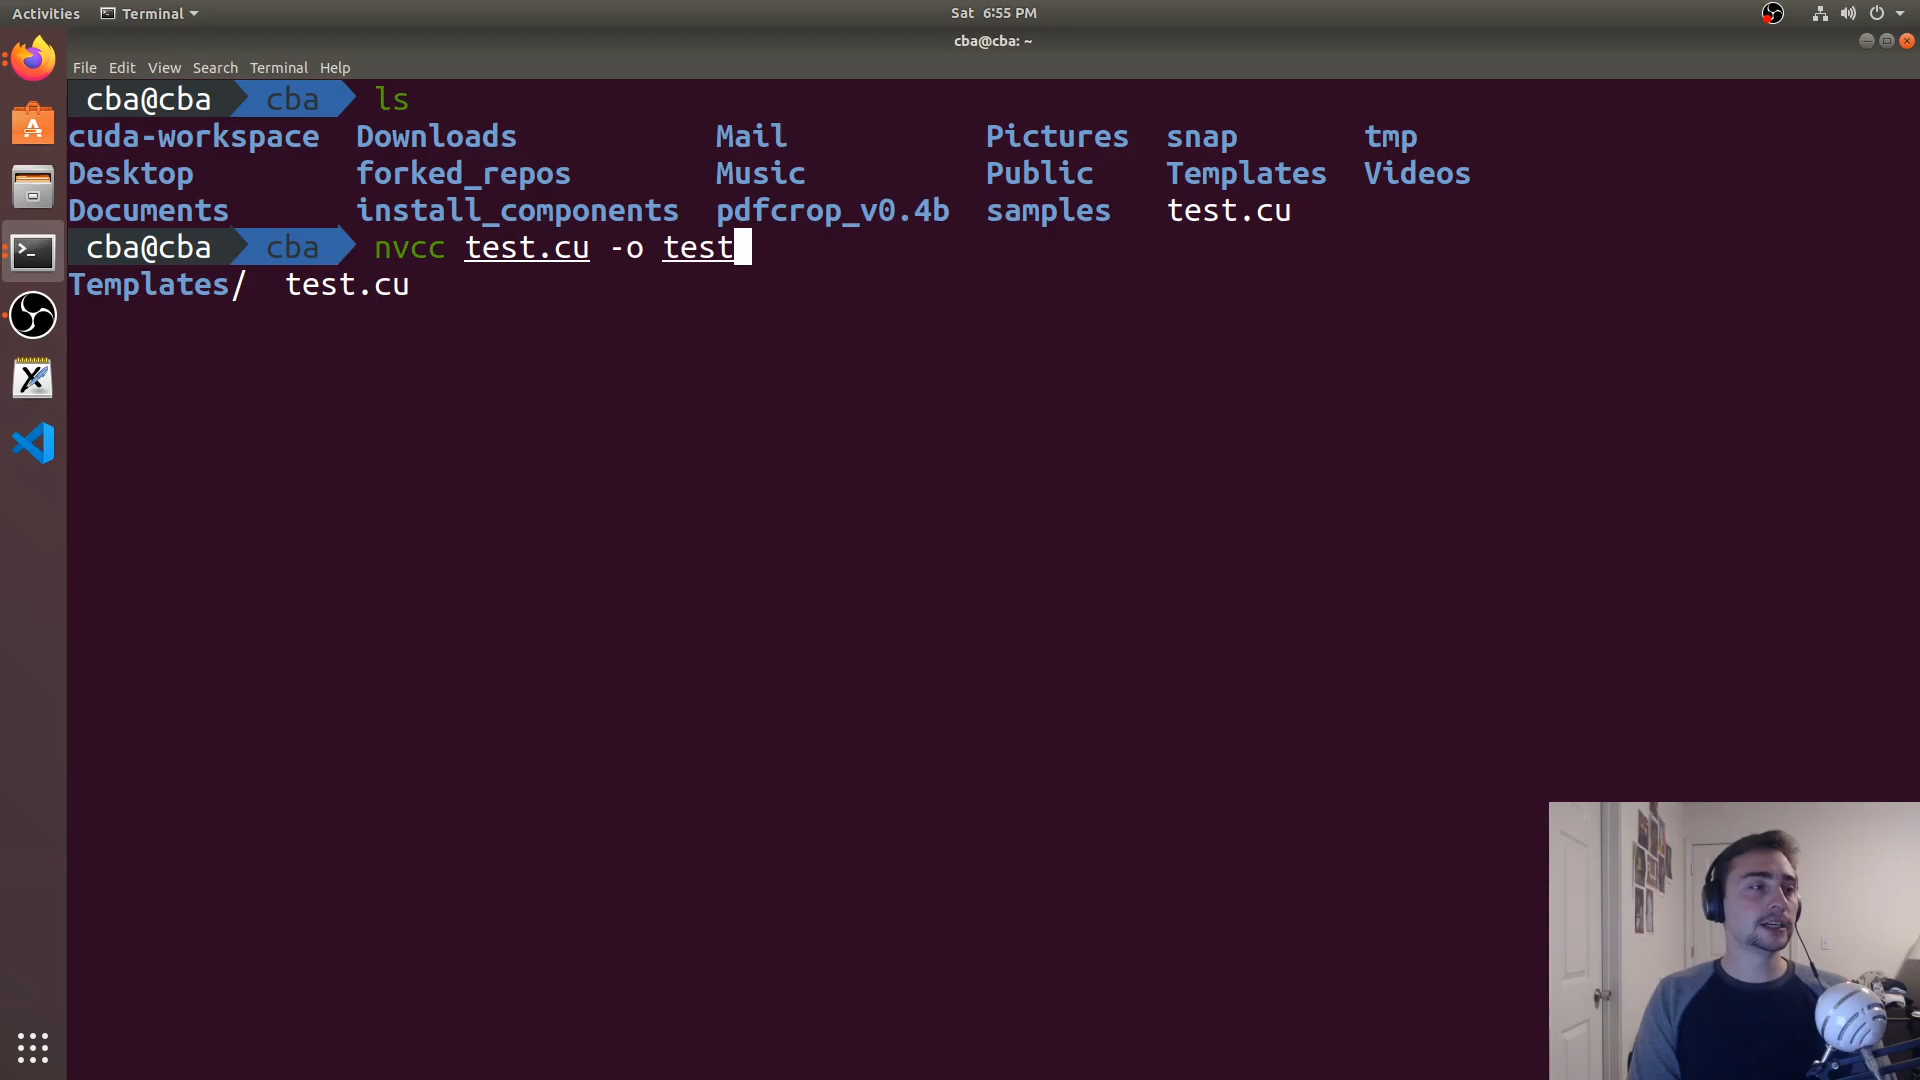 Activities Terminal Sat 6:55 PM
cba@cba: ~
File Edit View Search Terminal Help
cba@cba cba ls
cuda-workspace Downloads Mail Pictures snap tmp
Desktop forked_repos Music Public Templates Videos
Documents install_components pdfcrop_v0.4b samples test.cu
cba@cba cba nvcc test.cu -o test
Templates/ test.cu